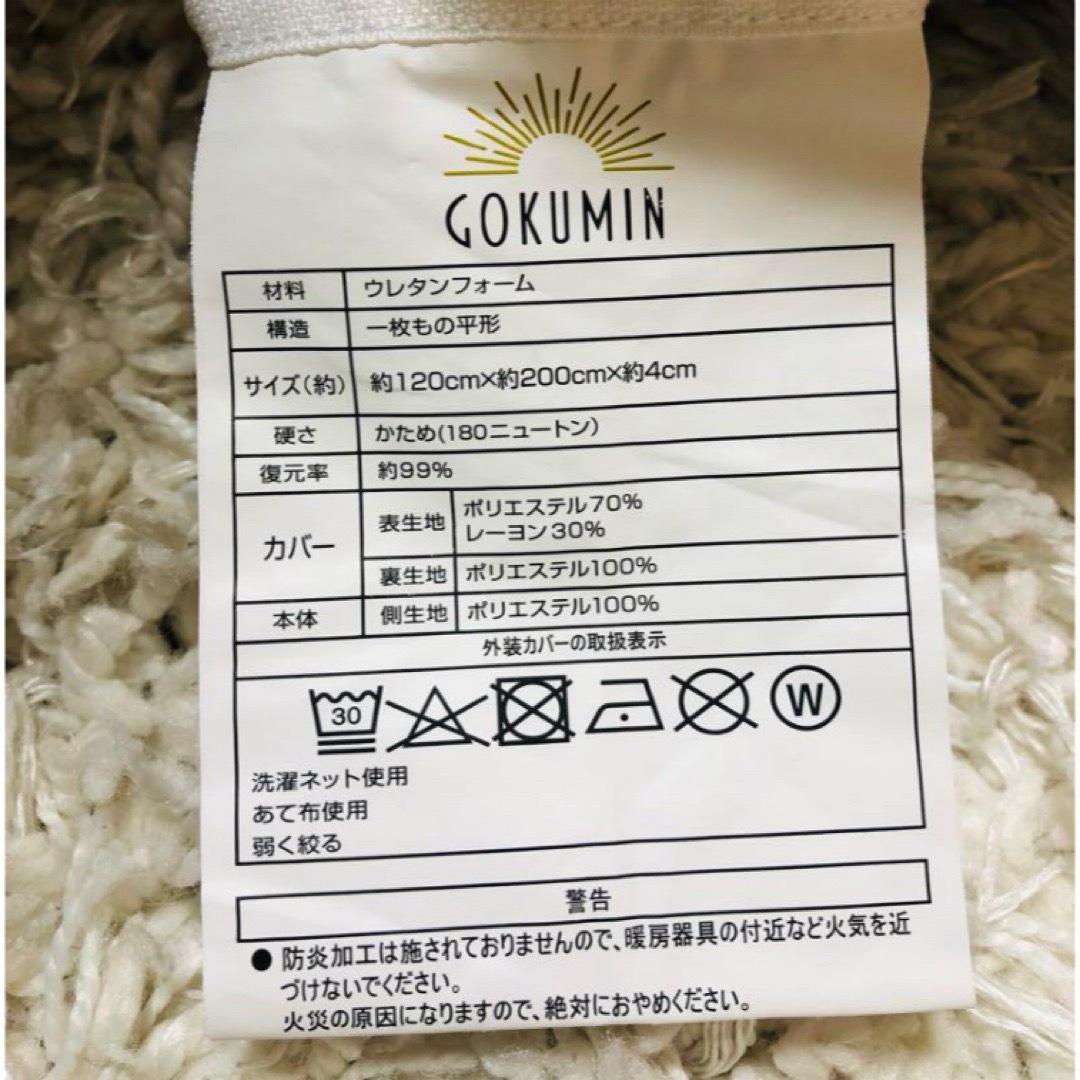 GOKUMIN
材料 ウレタンフォーム
構造 一枚もの平形
サイズ(約) 約120cm×約200cm×約4cm
硬さ かため(180ニュートン)
復元率 約99%
カバー 表生地 ポリエステル70%
レーヨン30%
裏生地 ポリエステル100%
本体 側生地 ポリエステル100%
外装カバーの取扱表示
30 W
洗濯ネット使用
あて布使用
弱く絞る
警告
● 防炎加工は施されておりませんので、暖房器具の付近など火気を近
づけないでください。
火災の原因になりますので、絶対におやめください。